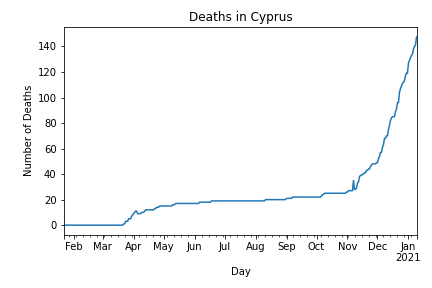 Deaths in Cyprus
Number of Deaths
140
120
100
80
60
40
20
0
Feb Mar Apr May Jun Jul Aug Sep Oct Nov Dec Jan
2021
Day